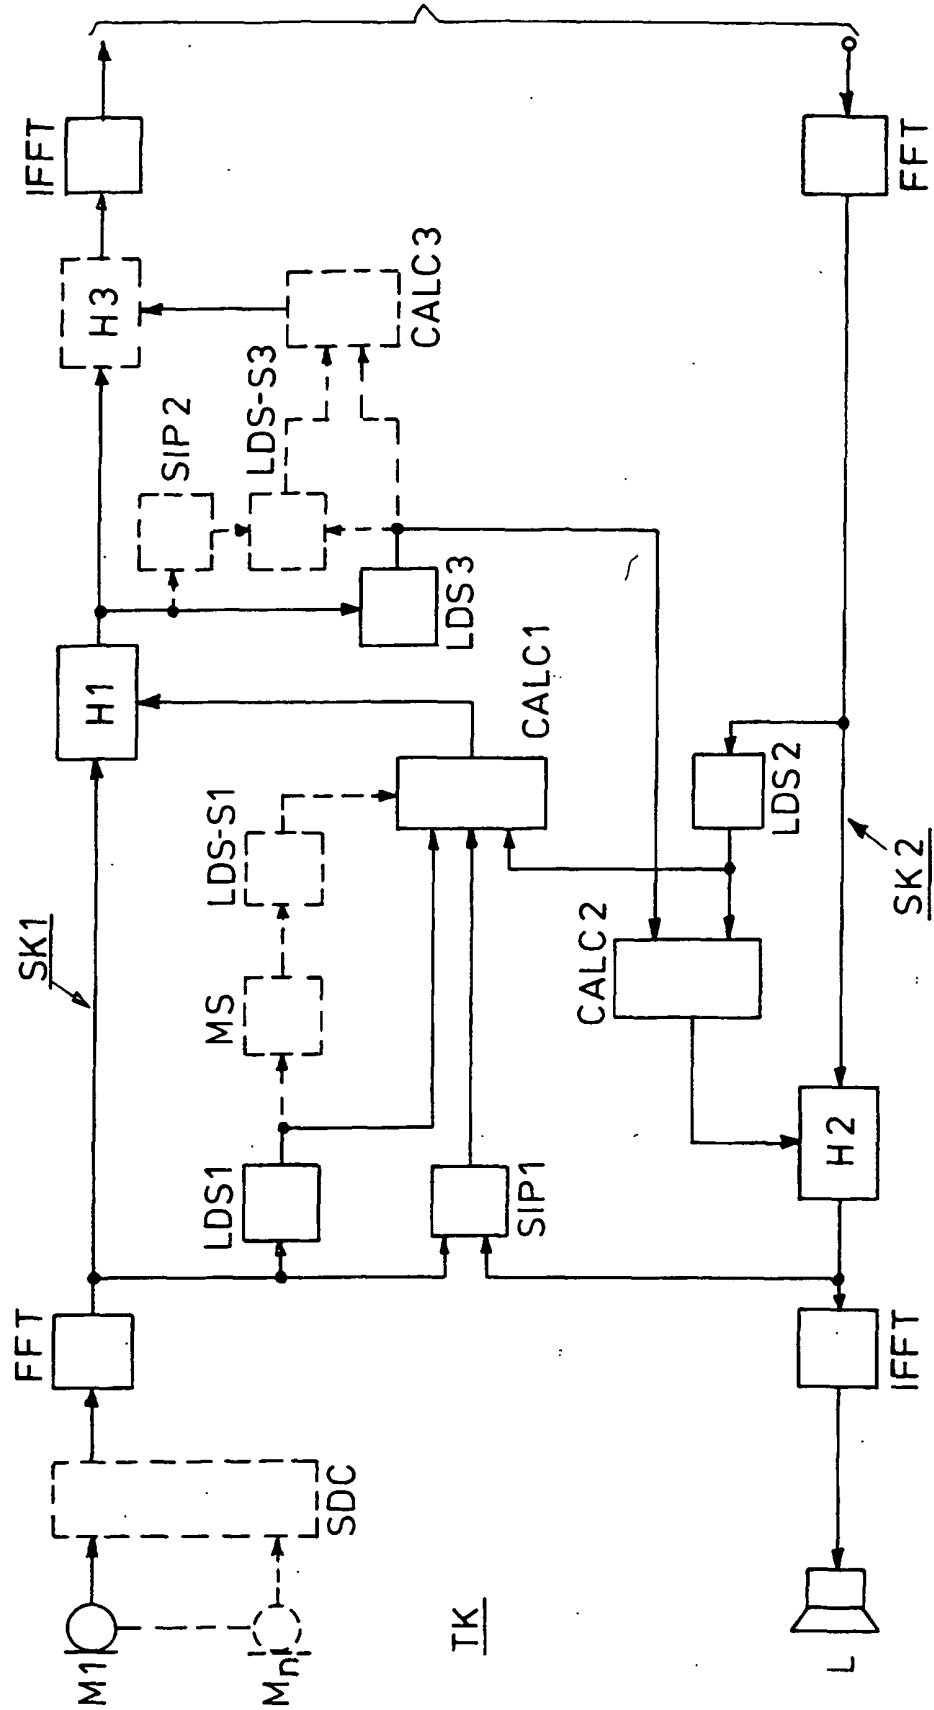 M1
Mn
SDC
FFT
SK1
LDS1
MS
LDS-S1
SIP1
CALC1
H1
SIP2
LDS-S3
LDS3
H3
CALC3
IFFT
TK
L
IFFT
H2
CALC2
LDS2
SK2
FFT